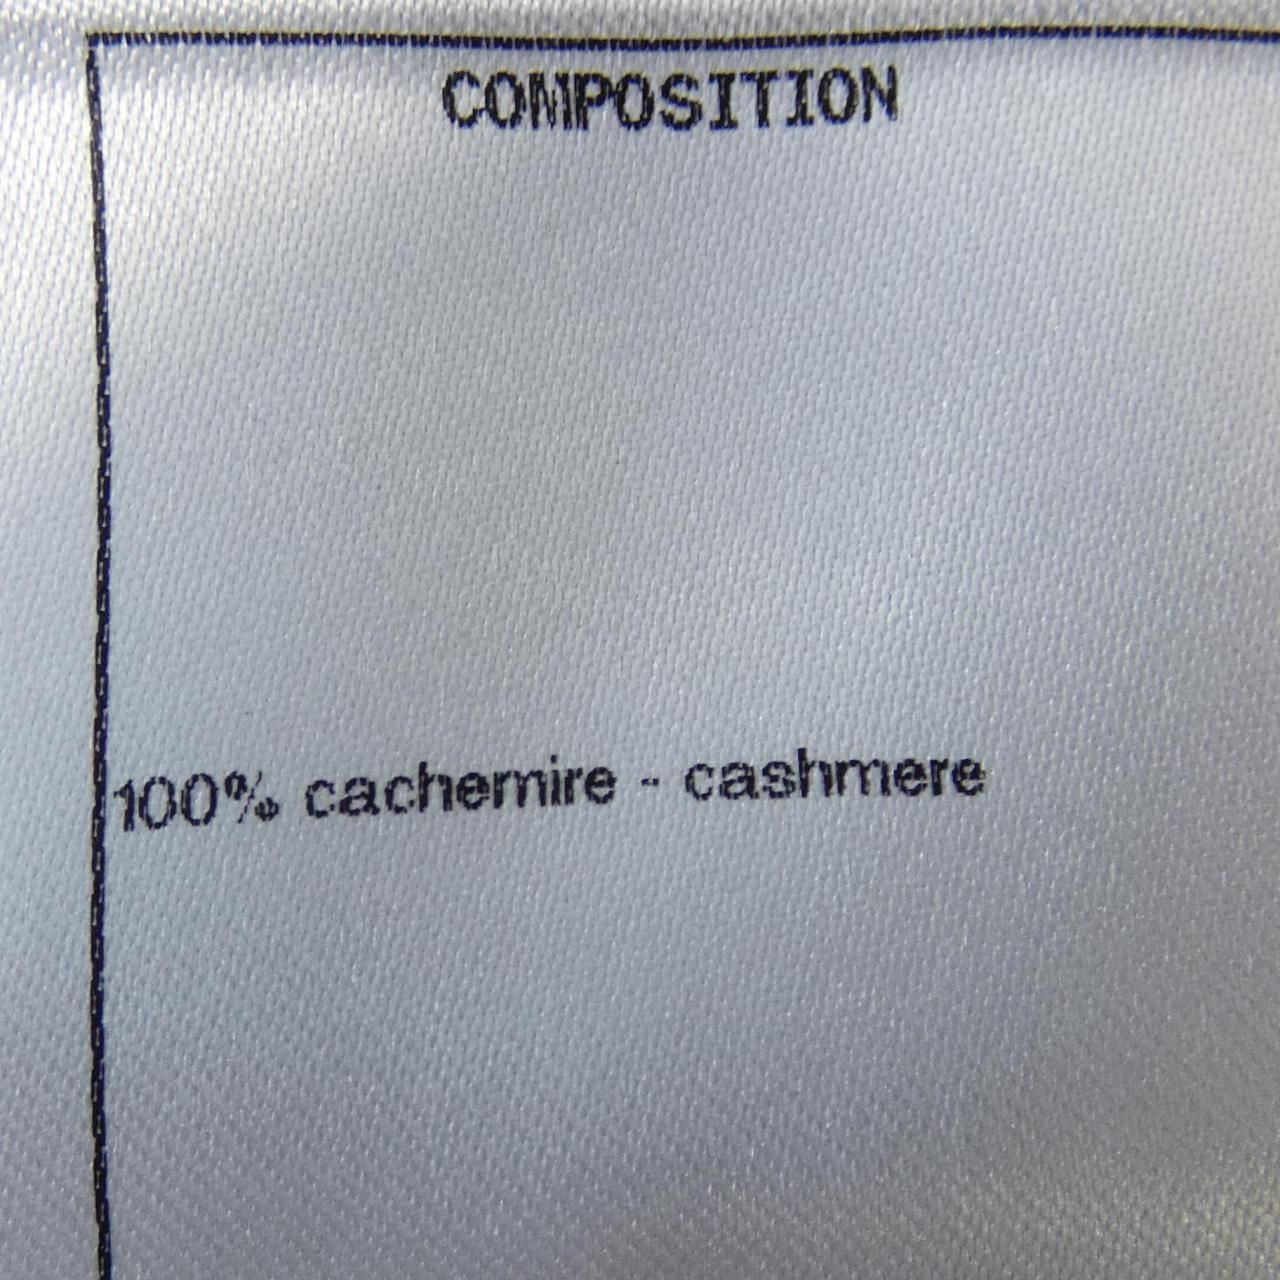 COMPOSITION
100% cachemire - cashmere